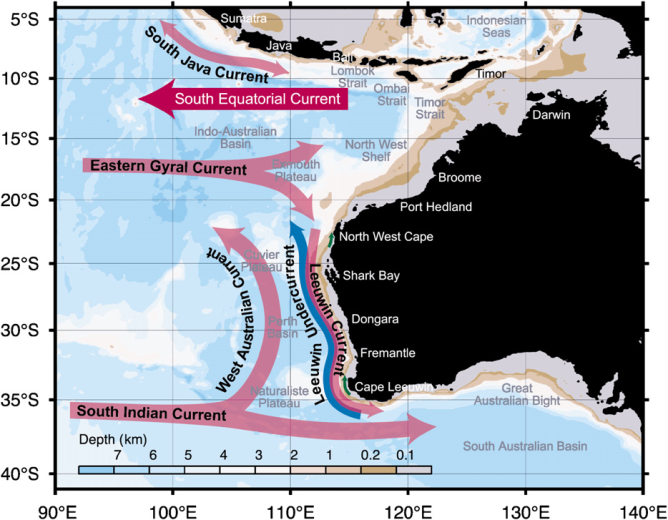 5°S
10°S
15°S
20°S
25°S
30°S
35°S
40°S
Sumatra
Java
Bali
Indonesian
Seas
South Java Current
Lombok
Strait
Ombai
Strait
Timor
Timor
Strait
South Equatorial Current
Darwin
Indo-Australian
Basin
North West
Shelf
Eastern Gyral Current
Exmouth
Plateau
Broome
Port Hedland
North West Cape
Cuvier
Plateau
Shark Bay
West Australian Current
Leeuwin Undercurrent
Leeuwin Current
Perth
Basin
Dongara
Fremantle
Cape Leeuwin
Naturaliste
Plateau
Great
Australian Bight
South Indian Current
South Australian Basin
Depth (km)
7 6 5 4 3 2 1 0.2 0.1
90°E 100°E 110°E 120°E 130°E 140°E